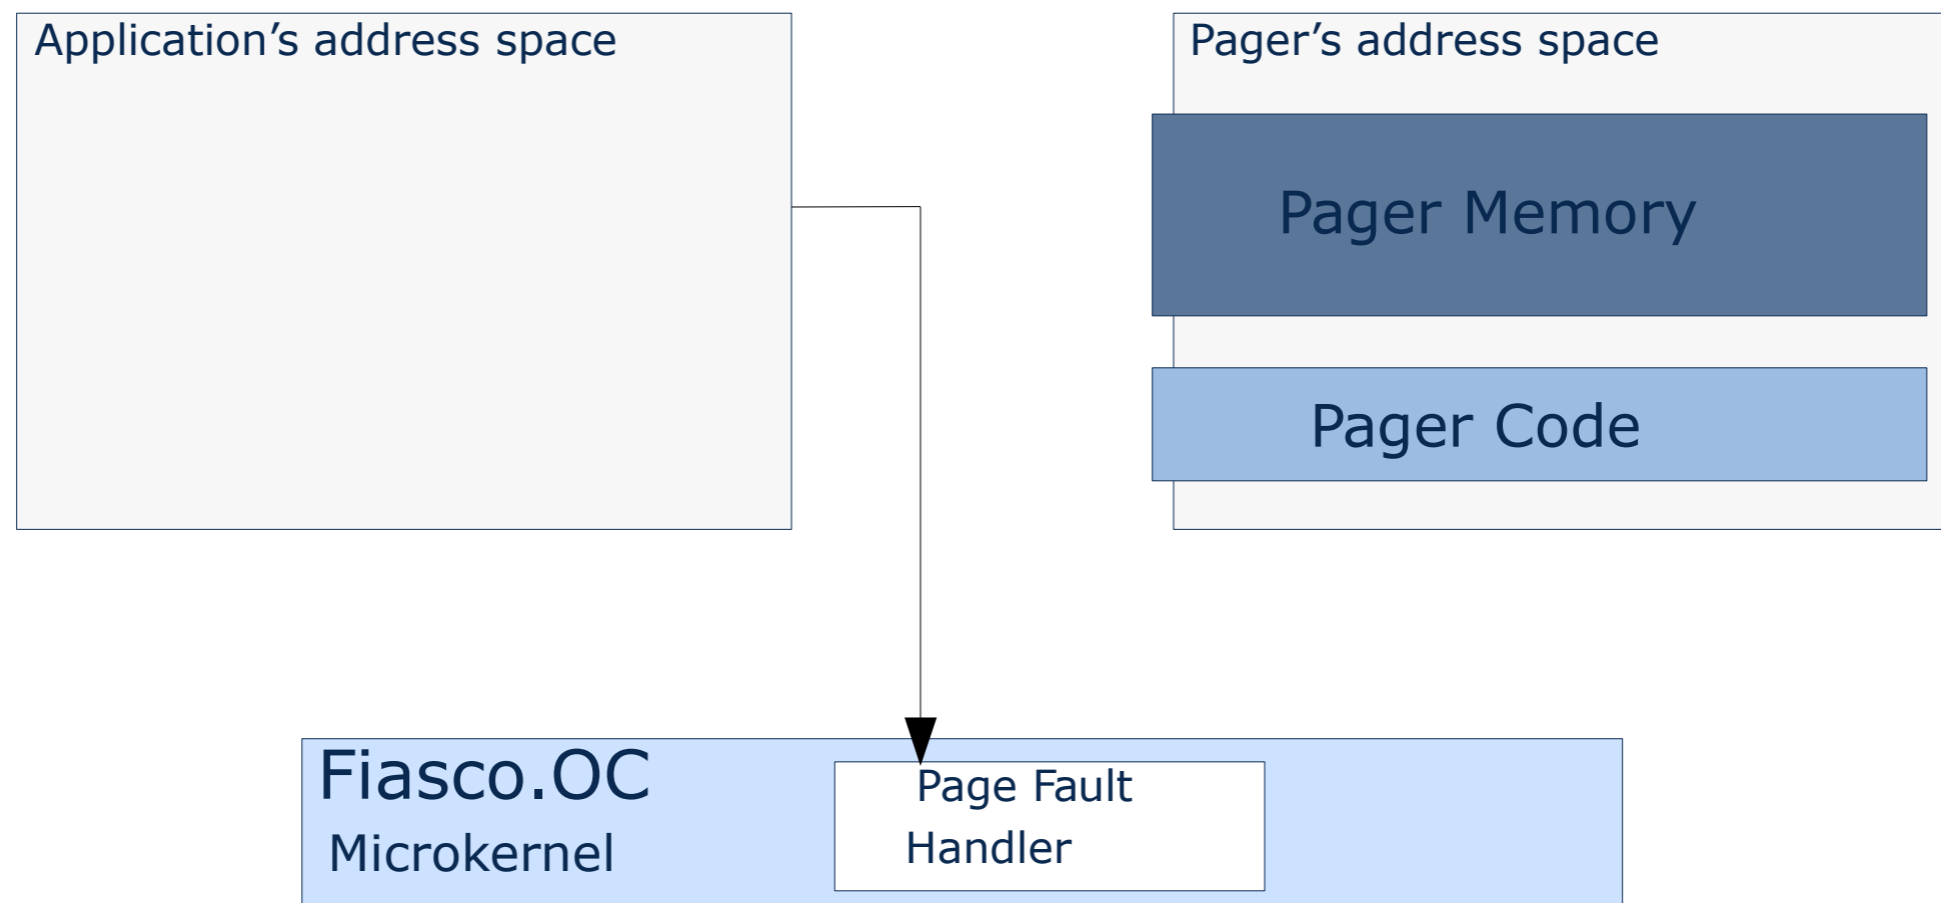 Application’s address space
Pager’s address space
Pager Memory
Pager Code
Fiasco.OC
Microkernel
Page Fault
Handler